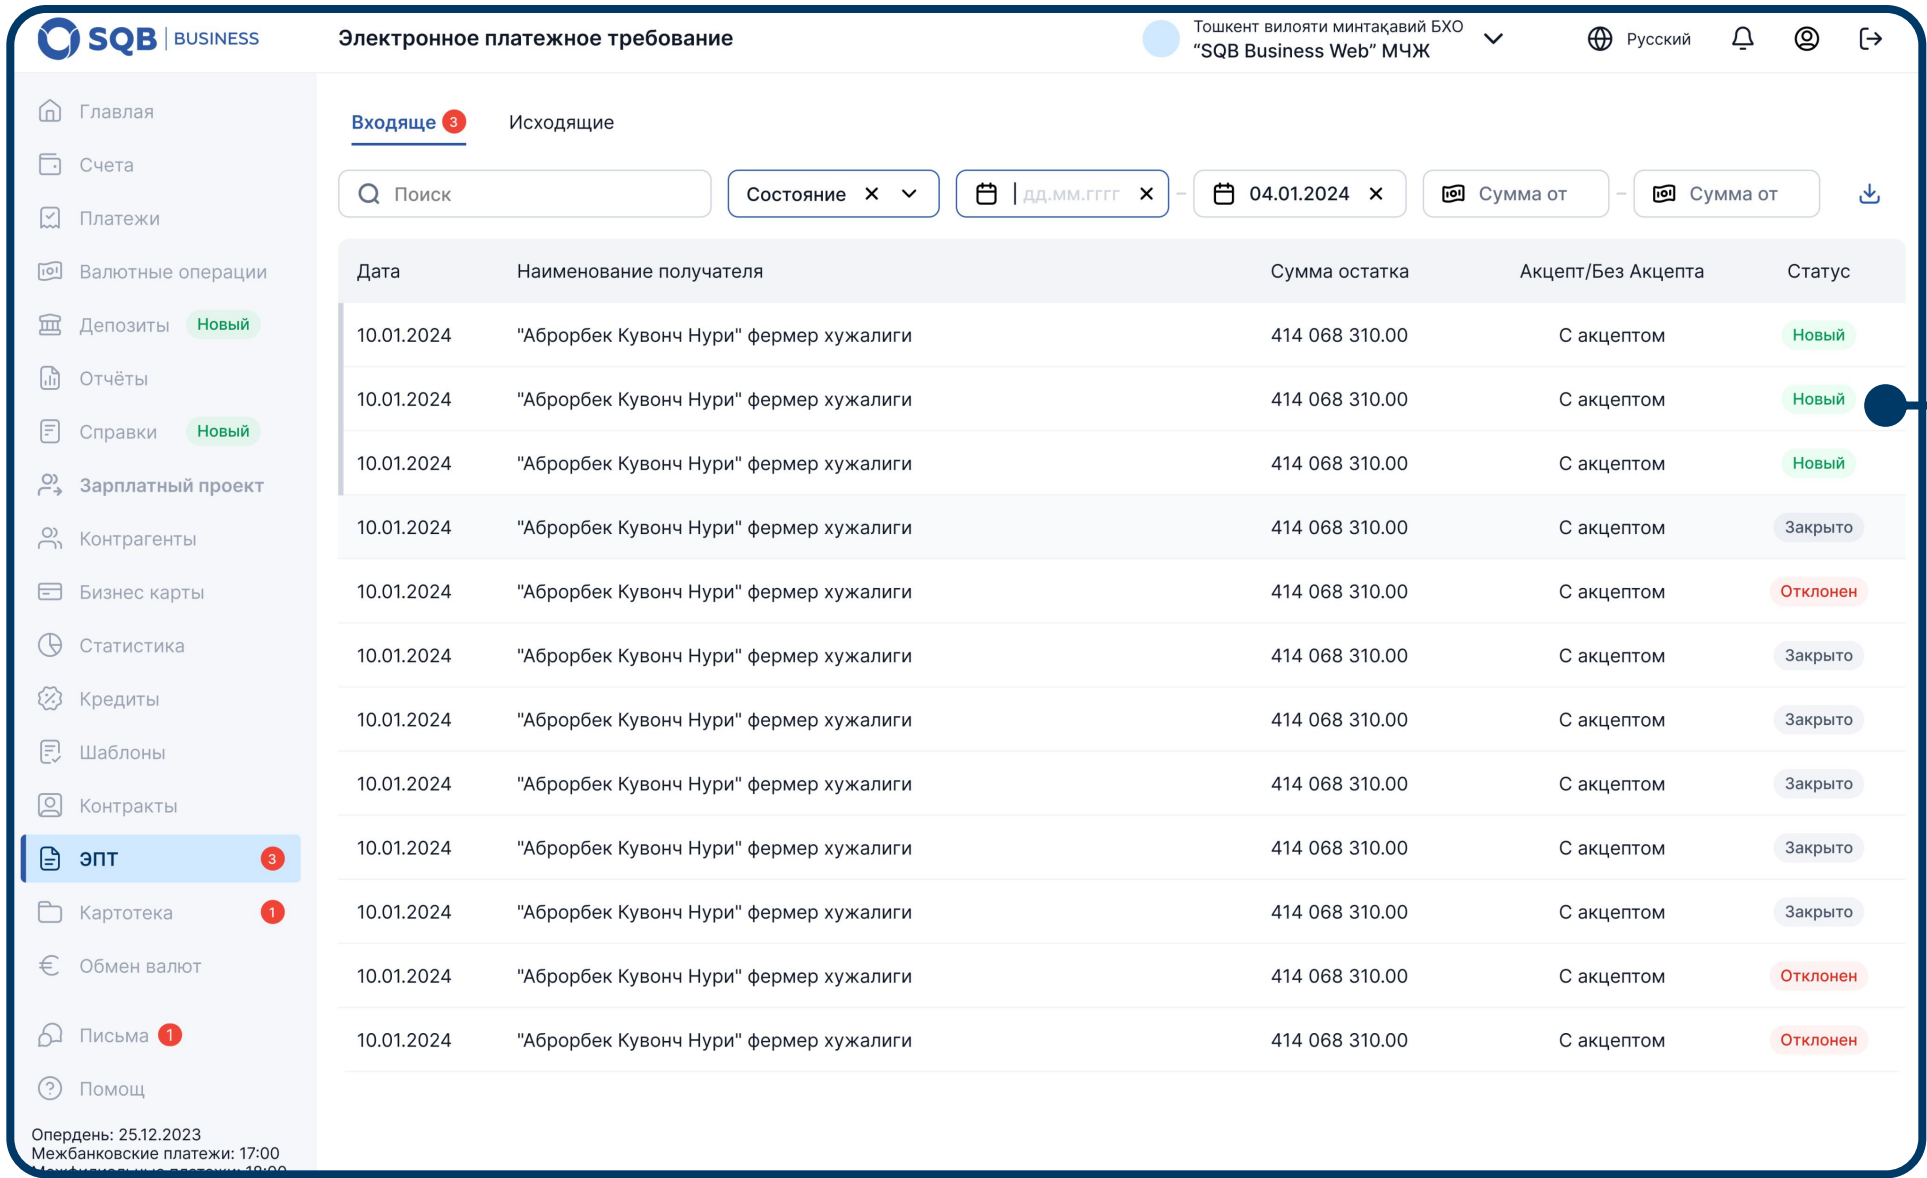 SQB BUSINESS
Электронное платежное требование
Тошкент вилояти минтақавий БХО
“SQB Business Web” МЧЖ
Русский
Главная
Счета
Платежи
Валютные операции
Депозиты Новый
Отчёты
Справки Новый
Зарплатный проект
Контрагенты
Бизнес карты
Статистика
Кредиты
Шаблоны
Контракты
ЭПТ 3
Картотека 1
Обмен валют
Письма 1
Помощ
Опердень: 25.12.2023
Межбанковские платежи: 17:00
Входяще 3 Исходящие
Поиск Состояние дд.мм.гггг – 04.01.2024 Сумма от – Сумма от
Дата Наименование получателя Сумма остатка Акцепт/Без Акцепта Статус
10.01.2024 "Аброрбек Кувонч Нури" фермер хужалиги 414 068 310.00 С акцептом Новый
10.01.2024 "Аброрбек Кувонч Нури" фермер хужалиги 414 068 310.00 С акцептом Новый
10.01.2024 "Аброрбек Кувонч Нури" фермер хужалиги 414 068 310.00 С акцептом Новый
10.01.2024 "Аброрбек Кувонч Нури" фермер хужалиги 414 068 310.00 С акцептом Закрыто
10.01.2024 "Аброрбек Кувонч Нури" фермер хужалиги 414 068 310.00 С акцептом Отклонен
10.01.2024 "Аброрбек Кувонч Нури" фермер хужалиги 414 068 310.00 С акцептом Закрыто
10.01.2024 "Аброрбек Кувонч Нури" фермер хужалиги 414 068 310.00 С акцептом Закрыто
10.01.2024 "Аброрбек Кувонч Нури" фермер хужалиги 414 068 310.00 С акцептом Закрыто
10.01.2024 "Аброрбек Кувонч Нури" фермер хужалиги 414 068 310.00 С акцептом Закрыто
10.01.2024 "Аброрбек Кувонч Нури" фермер хужалиги 414 068 310.00 С акцептом Закрыто
10.01.2024 "Аброрбек Кувонч Нури" фермер хужалиги 414 068 310.00 С акцептом Отклонен
10.01.2024 "Аброрбек Кувонч Нури" фермер хужалиги 414 068 310.00 С акцептом Отклонен